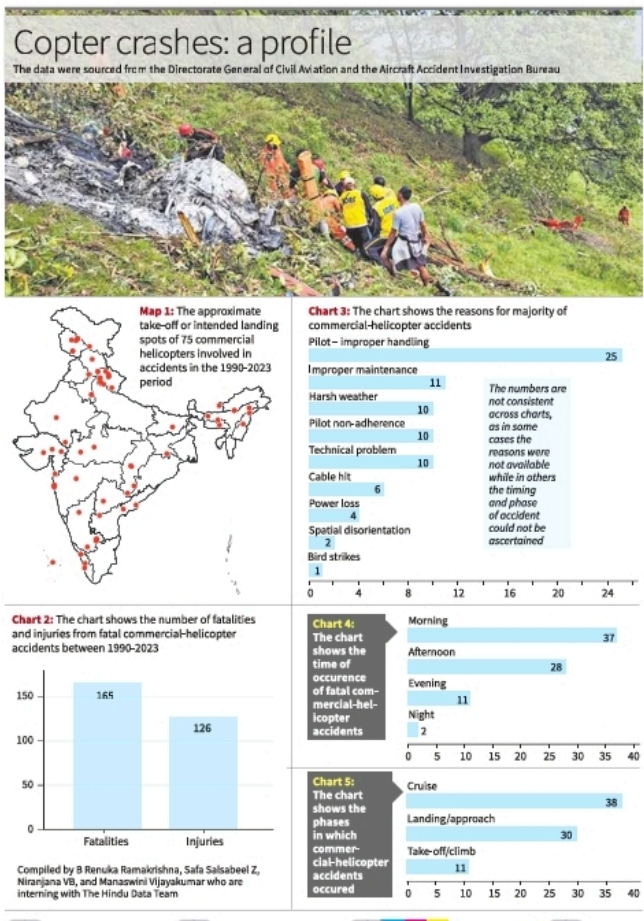 Copter crashes: a profile
The data were sourced from the Directorate General of Civil Aviation and the Aircraft Accident Investigation Bureau
Map 1: The approximate
take-off or intended landing
spots of 75 commercial
helicopters involved in
accidents in the 1990-2023
period
Chart 3: The chart shows the reasons for majority of
commercial-helicopter accidents
Pilot – improper handling
25
Improper maintenance
11
Harsh weather
10
Pilot non-adherence
10
Technical problem
10
Cable hit
6
Power loss
4
Spatial disorientation
2
Bird strikes
1
0 4 8 12 16 20 24
The numbers are
not consistent
across charts,
as in some
cases the
reasons were
not available
while in others
the timing
and phase
of accident
could not be
ascertained
Chart 2: The chart shows the number of fatalities
and injuries from fatal commercial-helicopter
accidents between 1990-2023
150
100
50
0
165
126
Fatalities Injuries
Compiled by B Renuka Ramakrishna, Safa Salsabeel Z,
Niranjana VB, and Manaswini Vijayakumar who are
interning with The Hindu Data Team
Chart 4:
The chart
shows the
time of
occurence
of fatal com-
mercial-hel-
icopter
accidents
Morning
37
Afternoon
28
Evening
11
Night
2
0 5 10 15 20 25 30 35 40
Chart 5:
The chart
shows the
phases
in which
commer-
cial-helicopter
accidents
occured
Cruise
38
Landing/approach
30
Take-off/climb
11
0 5 10 15 20 25 30 35 40